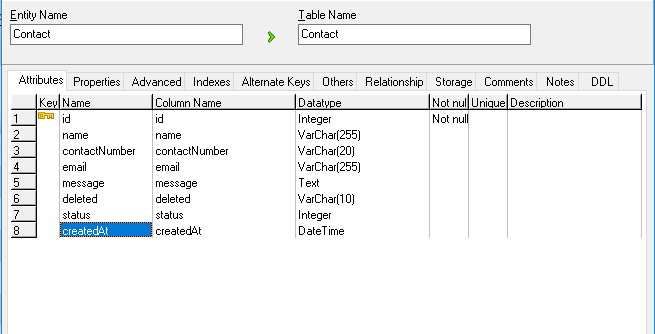 Entity Name Table Name
Contact Contact
Attributes Properties Advanced Indexes Alternate Keys Others Relationship Storage Comments Notes DDL
Key Name Column Name Datatype Not nul Unique Description
1 id id Integer Not null
2 name name VarChar(255)
3 contactNumber contactNumber VarChar(20)
4 email email VarChar(255)
5 message message Text
6 deleted deleted VarChar(10)
7 status status Integer
8 createdAt createdAt DateTime